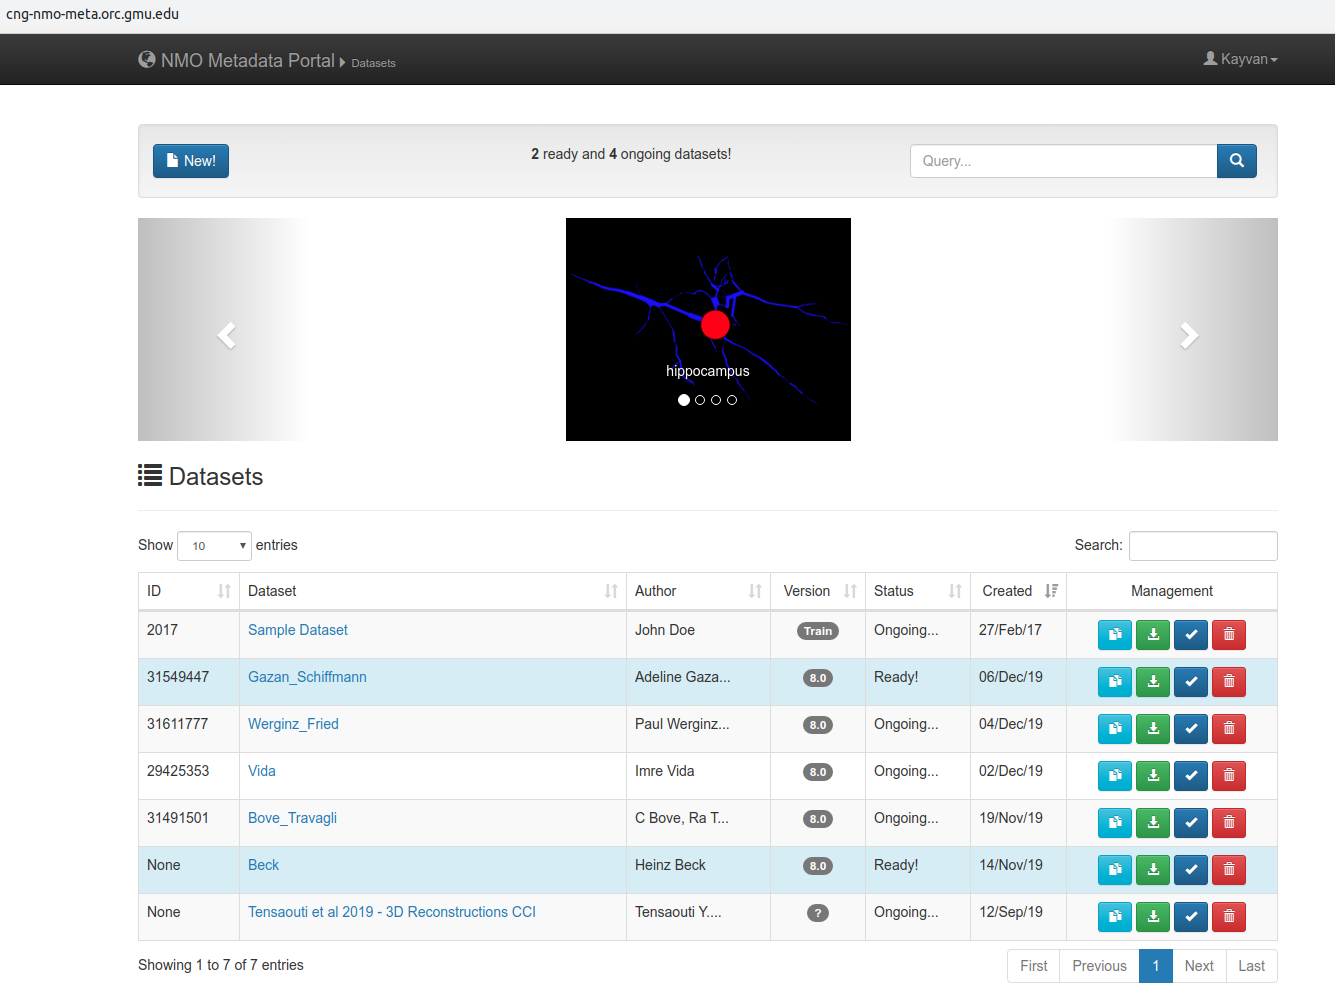 cng-nmo-meta.orc.gmu.edu
NMO Metadata Portal Datasets Kayvan
New! 2 ready and 4 ongoing datasets! Query...
hippocampus
Datasets
Show 10 entries Search:
ID Dataset Author Version Status Created Management
2017 Sample Dataset John Doe Train Ongoing... 27/Feb/17
31549447 Gazan_Schiffmann Adeline Gaza... 8.0 Ready! 06/Dec/19
31611777 Werginz_Fried Paul Werginz... 8.0 Ongoing... 04/Dec/19
29425353 Vida Imre Vida 8.0 Ongoing... 02/Dec/19
31491501 Bove_Travagli C Bove, Ra T... 8.0 Ongoing... 19/Nov/19
None Beck Heinz Beck 8.0 Ready! 14/Nov/19
None Tensaouti et al 2019 - 3D Reconstructions CCI Tensaouti Y.... ? Ongoing... 12/Sep/19
Showing 1 to 7 of 7 entries First Previous 1 Next Last